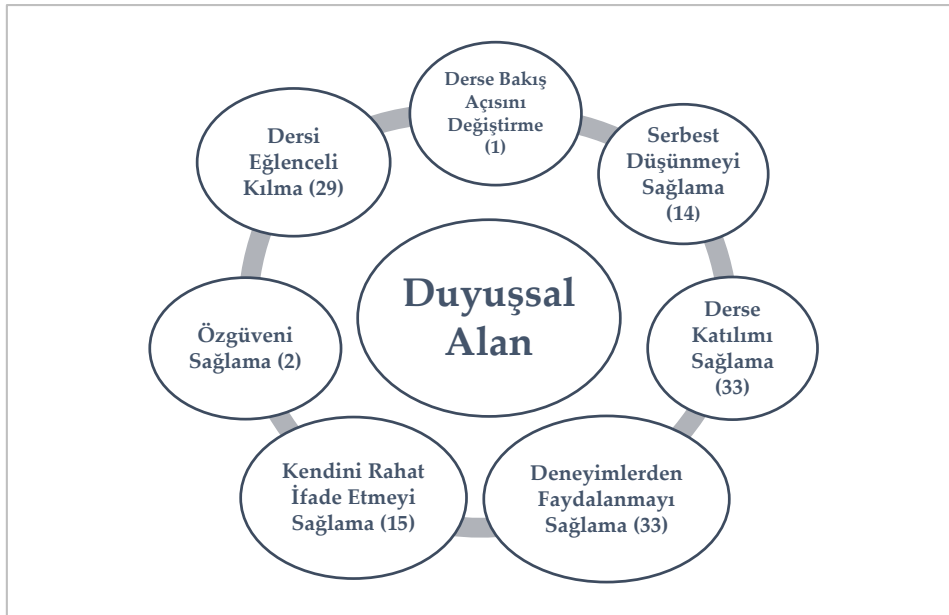 Derse Bakış
Açısını
Değiştirme
(1)
Serbest
Düşünmeyi
Sağlama
(14)
Derse
Katılımı
Sağlama
(33)
Deneyimlerden
Faydalanmayı
Sağlama (33)
Kendini Rahat
İfade Etmeyi
Sağlama (15)
Özgüveni
Sağlama (2)
Dersi
Eğlenceli
Kılma (29)
Duyuşsal
Alan